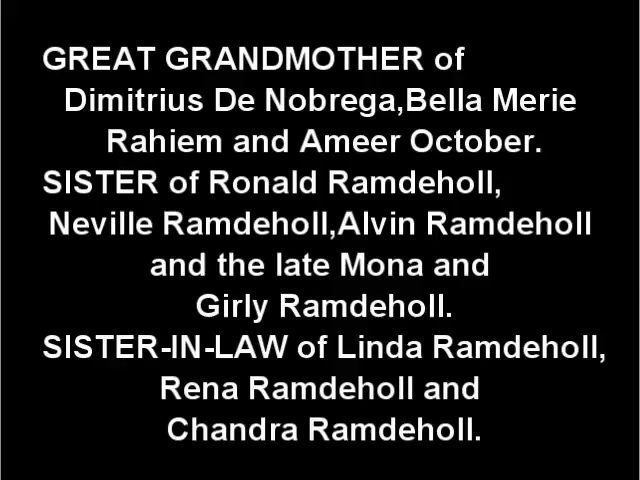 GREAT GRANDMOTHER of
Dimitrius De Nobrega,Bella Merie
Rahiem and Ameer October.
SISTER of Ronald Ramdeholl,
Neville Ramdeholl,Alvin Ramdeholl
and the late Mona and
Girly Ramdeholl.
SISTER-IN-LAW of Linda Ramdeholl,
Rena Ramdeholl and
Chandra Ramdeholl.